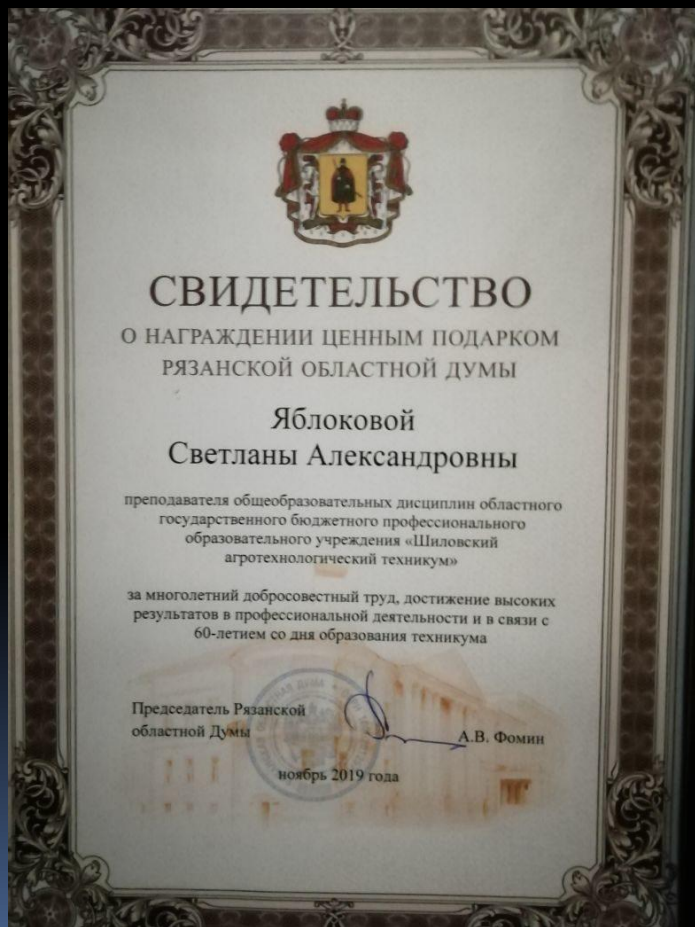 СВИДЕТЕЛЬСТВО
О НАГРАЖДЕНИИ ЦЕННЫМ ПОДАРКОМ
РЯЗАНСКОЙ ОБЛАСТНОЙ ДУМЫ
Яблоковой
Светланы Александровны
преподавателя общеобразовательных дисциплин областного
государственного бюджетного профессионального
образовательного учреждения «Шиловский
агротехнологический техникум»
за многолетний добросовестный труд, достижение высоких
результатов в профессиональной деятельности и в связи с
60-летием со дня образования техникума
Председатель Рязанской
областной Думы
А.В. Фомин
ноябрь 2019 года